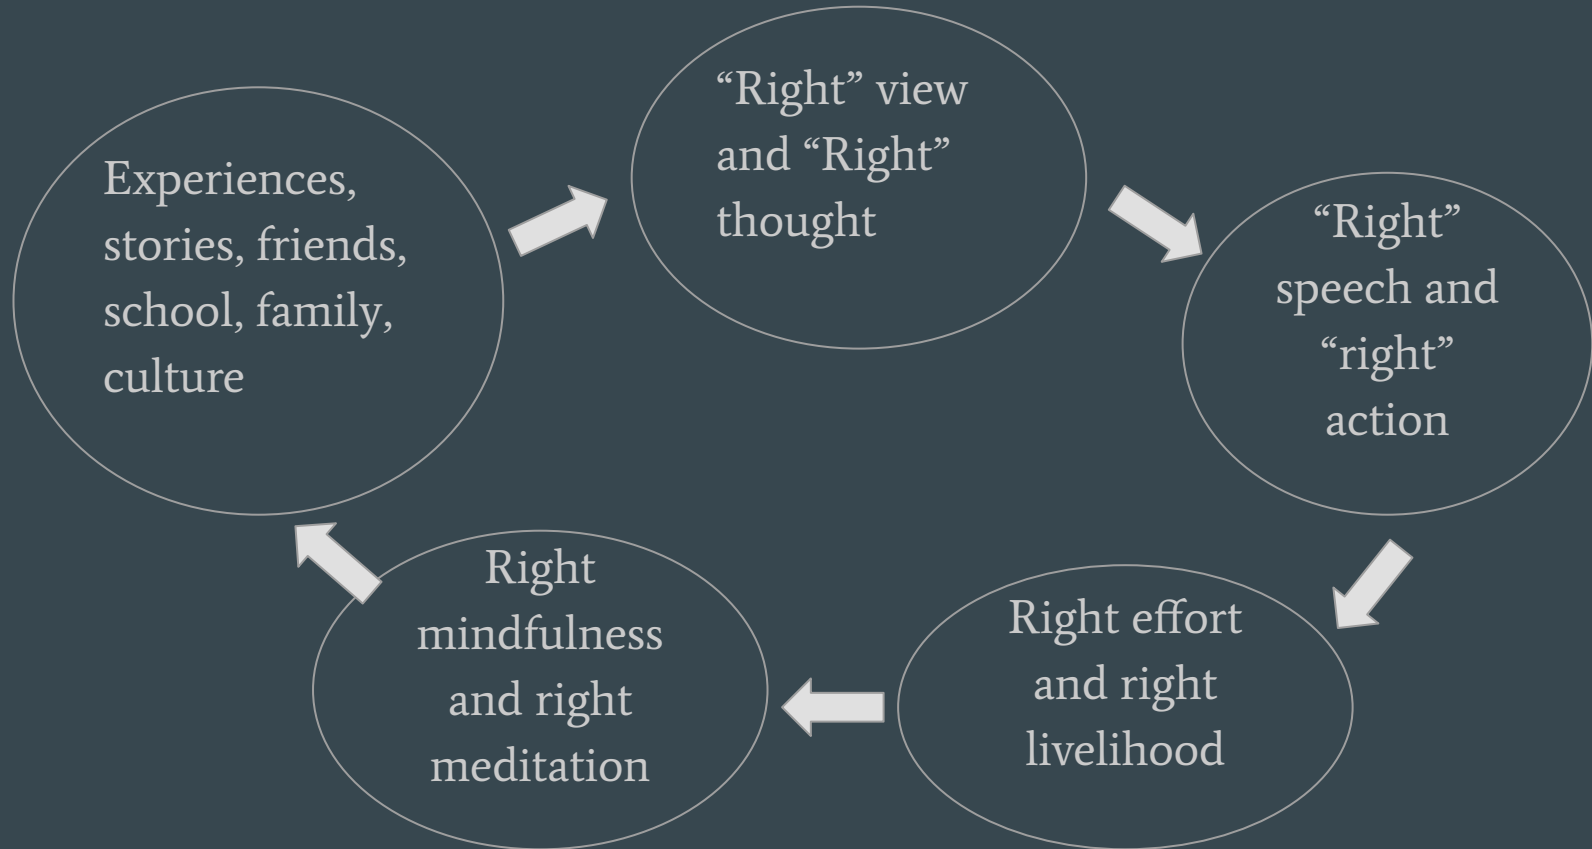 Experiences,
stories, friends,
school, family,
culture
“Right” view
and “Right”
thought
“Right”
speech and
“right”
action
Right effort
and right
livelihood
Right
mindfulness
and right
meditation